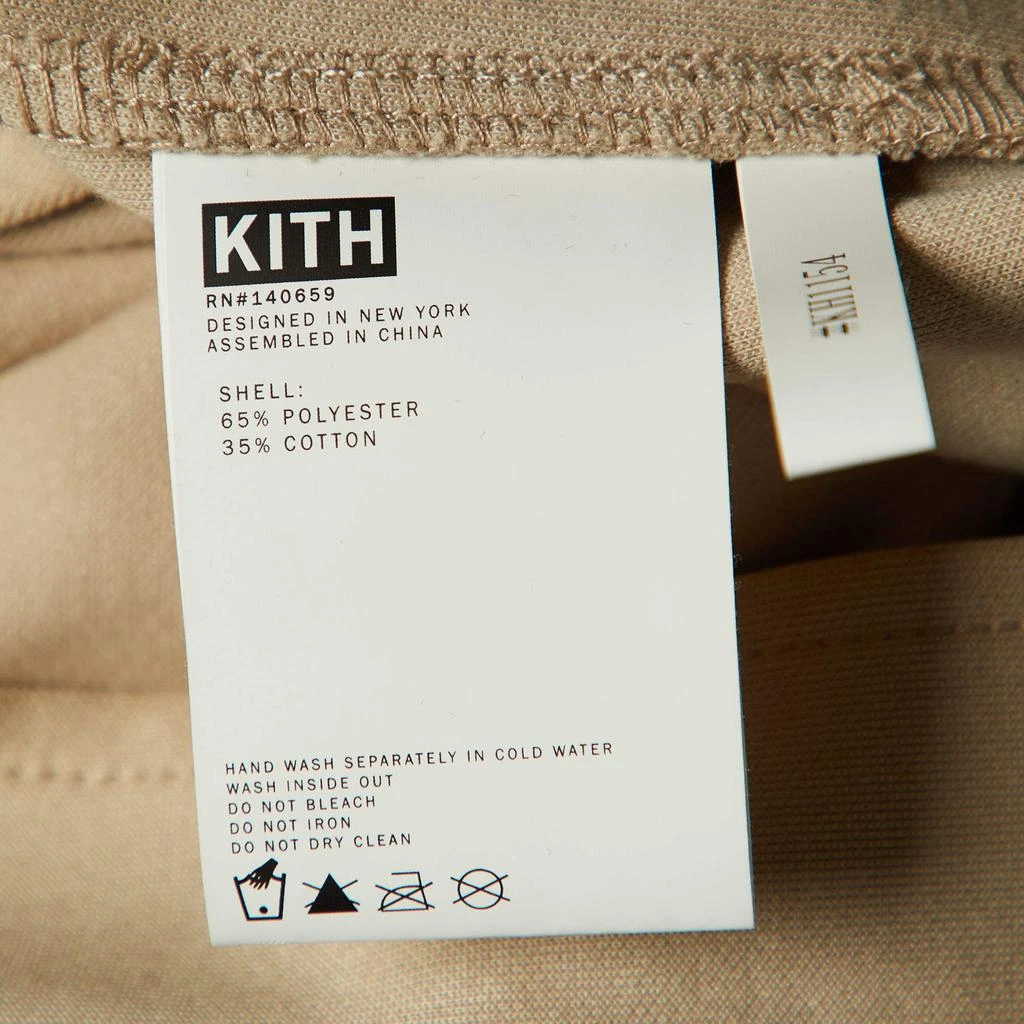 KITH
RN#140659
DESIGNED IN NEW YORK
ASSEMBLED IN CHINA
SHELL:
65% POLYESTER
35% COTTON
HAND WASH SEPARATELY IN COLD WATER
WASH INSIDE OUT
DO NOT BLEACH
DO NOT IRON
DO NOT DRY CLEAN
KH1154